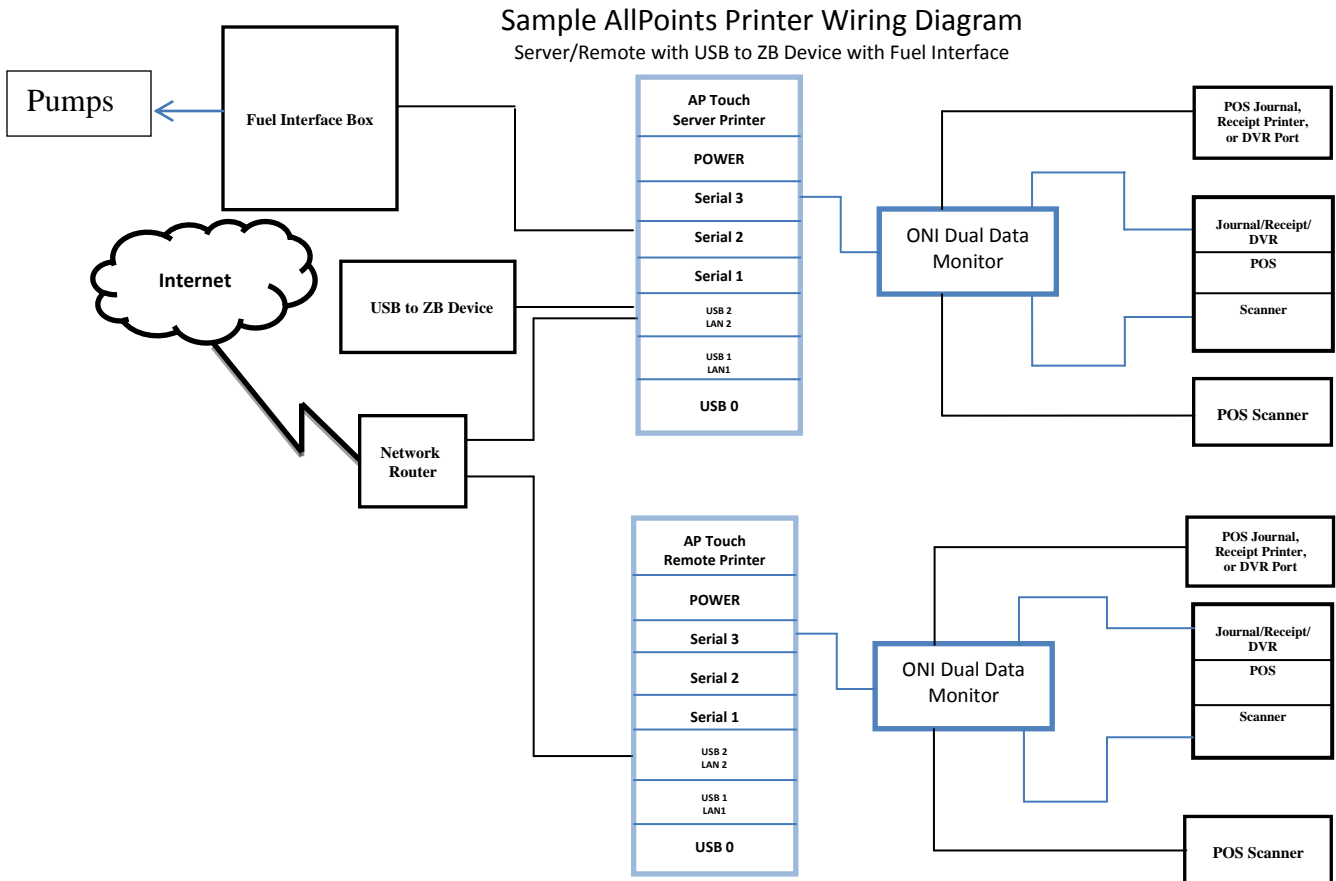 Sample AllPoints Printer Wiring Diagram
Server/Remote with USB to ZB Device with Fuel Interface
Pumps
Fuel Interface Box
Internet
USB to ZB Device
Network
Router
AP Touch
Server Printer
POWER
Serial 3
Serial 2
Serial 1
USB 2
LAN 2
USB 1
LAN1
USB 0
ONI Dual Data
Monitor
POS Journal,
Receipt Printer,
or DVR Port
Journal/Receipt/
DVR
POS
Scanner
POS Scanner
AP Touch
Remote Printer
POWER
Serial 3
Serial 2
Serial 1
USB 2
LAN 2
USB 1
LAN1
USB 0
ONI Dual Data
Monitor
POS Journal,
Receipt Printer,
or DVR Port
Journal/Receipt/
DVR
POS
Scanner
POS Scanner